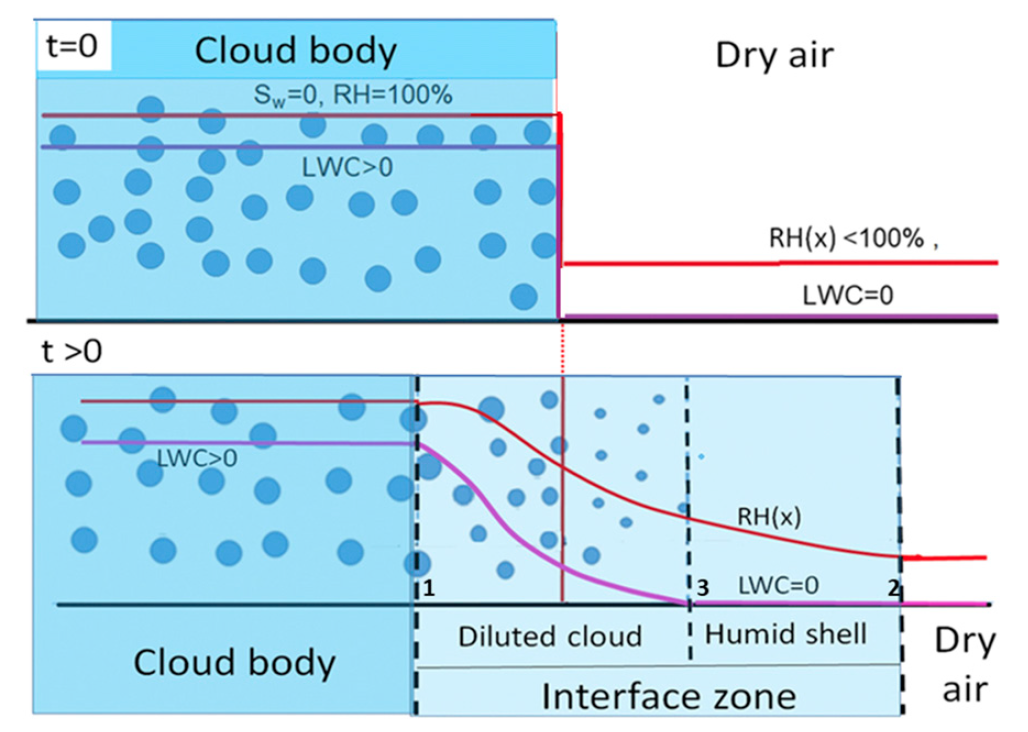 t=0
Cloud body
Dry air
Sw=0, RH=100%
LWC>0
RH(x) <100% ,
LWC=0
t >0
LWC>0
RH(x)
1
3
LWC=0
2
Diluted cloud
Humid shell
Cloud body
Interface zone
Dry
air